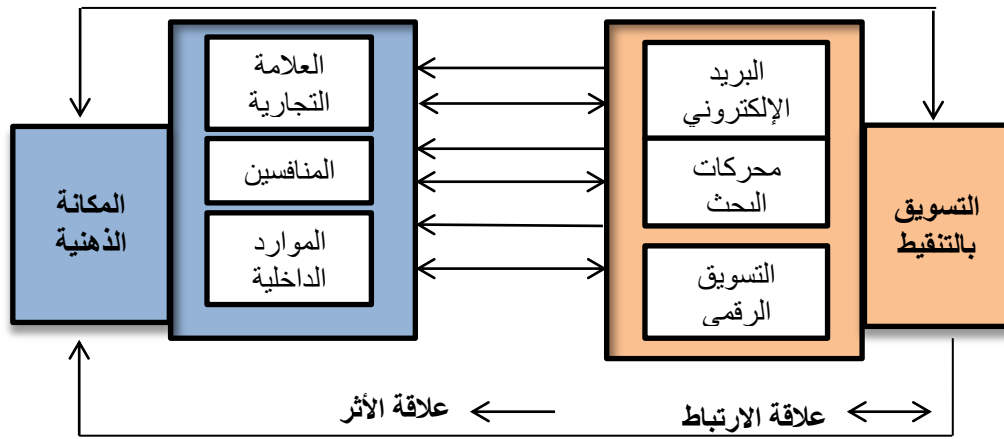 التسويق
بالتنقيط
البريد
الإلكتروني
محركات
البحث
التسويق
الرقمي
العلامة
التجارية
المنافسين
الموارد
الداخلية
المكانة
الذهنية
علاقة الارتباط
علاقة الأثر